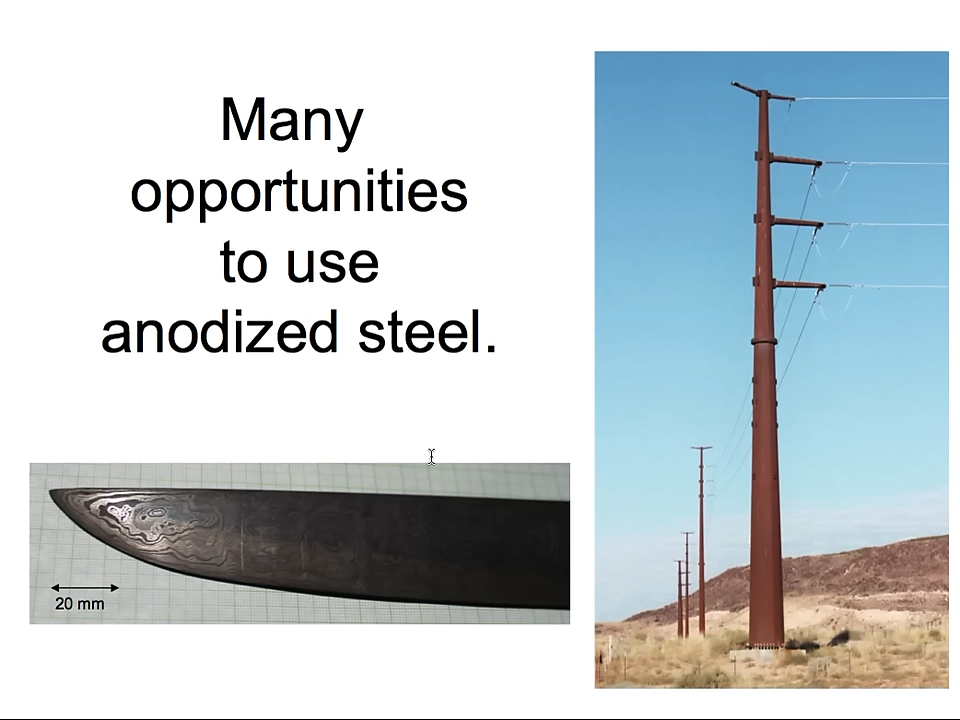 Many
opportunities
to use
anodized steel.
20 mm